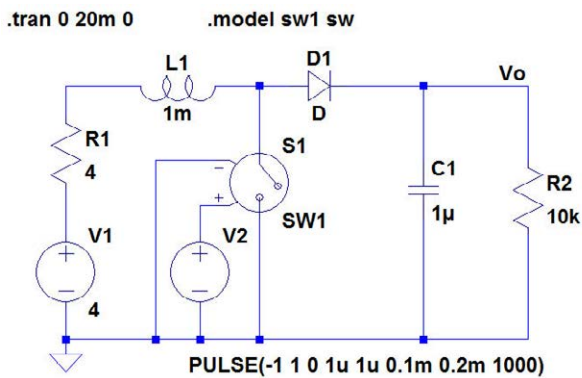 .tran 0 20m 0 .model sw1 sw
L1
1m
D1
D
Vo
R1
4
S1
SW1
C1
1µ
R2
10k
V1
4
V2
PULSE(-1 1 0 1u 1u 0.1m 0.2m 1000)